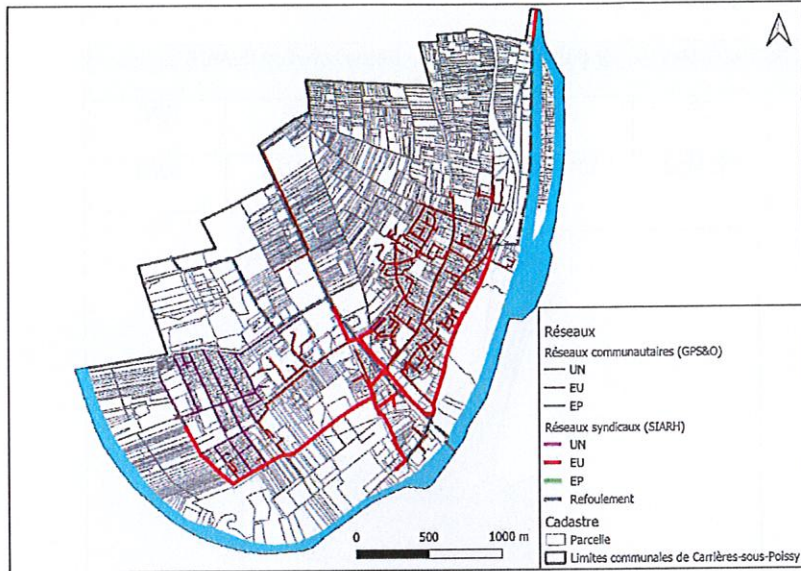 0 500 1000 m
Réseaux
Réseaux communautaires (GPS&O)
UN
EU
EP
Réseaux syndicaux (SIARH)
UN
EU
EP
Refoulement
Cadastre
Parcelle
Limites communales de Carrières-sous-Poissy